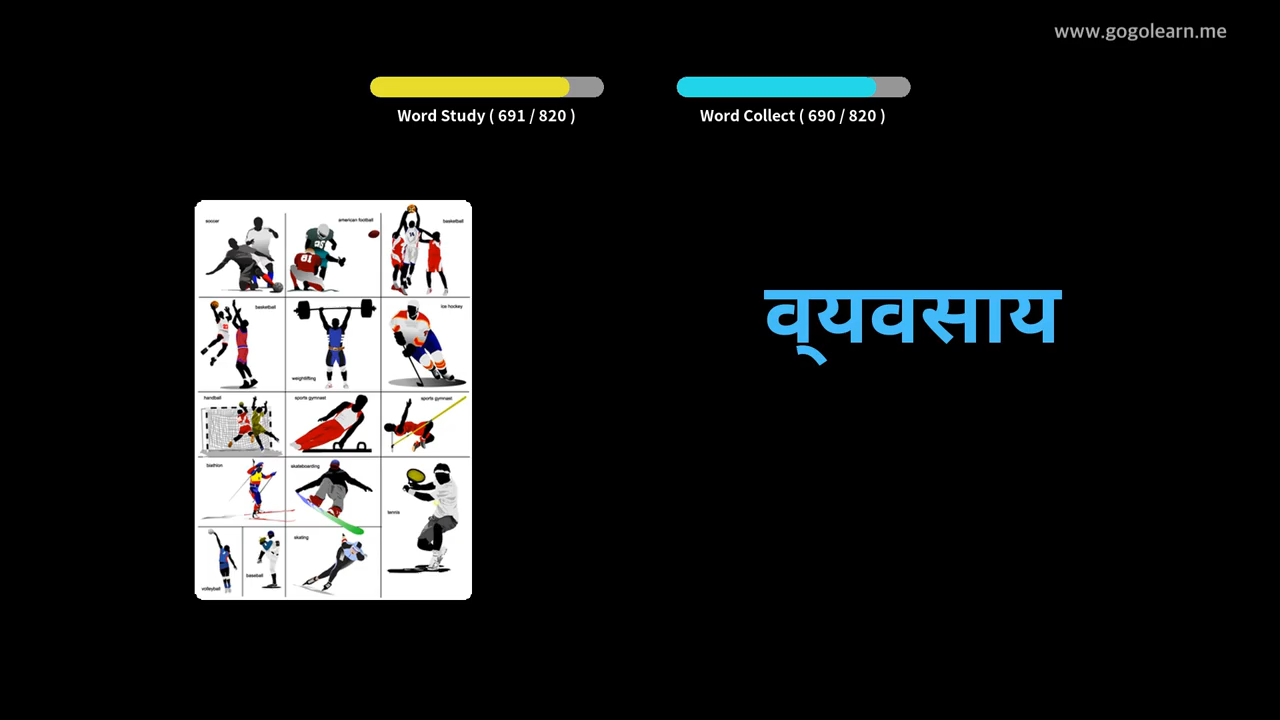 www.gogolearn.me
Word Study ( 691 / 820 )
Word Collect ( 690 / 820 )
soccer
american football
basketball
basketball
weightlifting
ice hockey
handball
sports gymnast
sports gymnast
biathlon
skateboarding
tennis
volleyball
baseball
skating
व्यवसाय